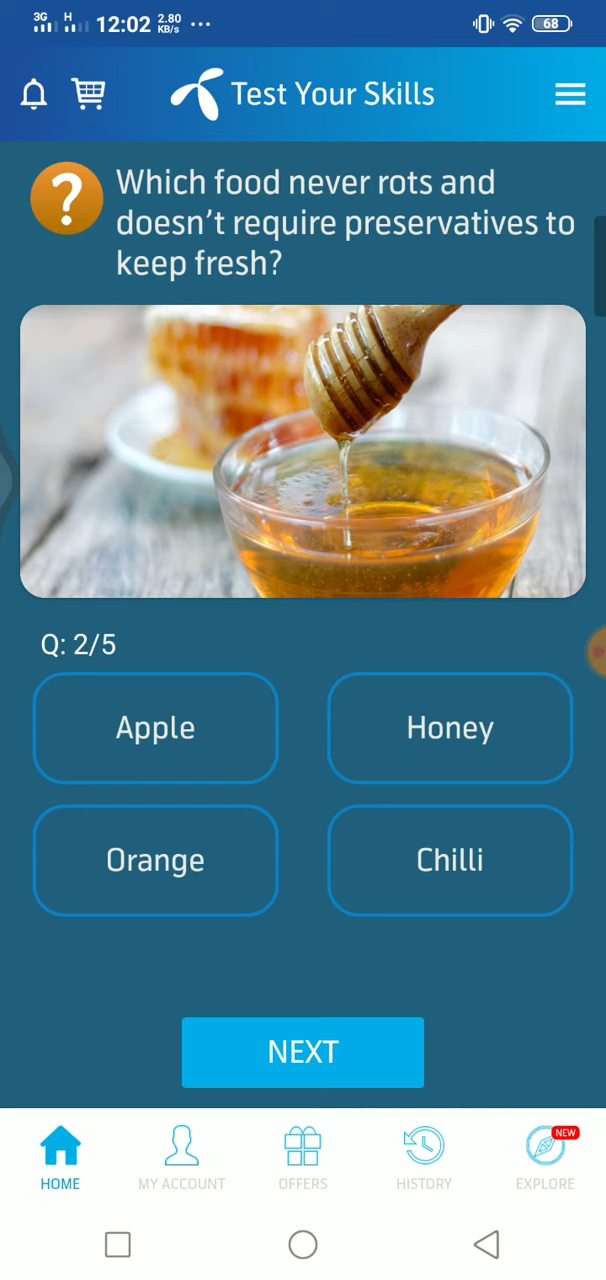 3G H 12:02 2.80 KB/s ... 68
Test Your Skills
?
Which food never rots and
doesn't require preservatives to
keep fresh?
Q: 2/5
Apple Honey
Orange Chilli
NEXT
NEW
HOME MY ACCOUNT OFFERS HISTORY EXPLORE